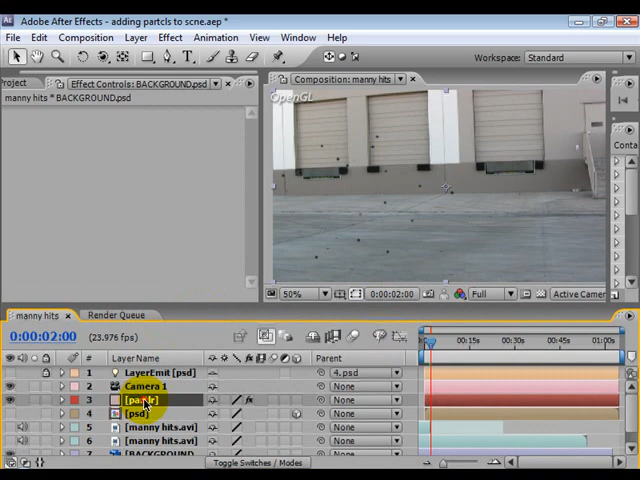 Adobe After Effects - adding partcls to scne.aep *
File Edit Composition Layer Effect Animation View Window Help
Workspace: Standard
Project Effect Controls: BACKGROUND.psd
Composition: manny hits
manny hits * BACKGROUND.psd
OpenGL
Conta
50% 0:00:02:00 Full Active Camer
manny hits Render Queue
0:00:02:00 (23.976 fps)
# Layer Name Parent 00:15s 00:30s 00:45s 01:00s
1 LayerEmit [psd] 4.psd
2 Camera 1 None
3 None
4 [psd] None
5 [manny hits.avi] None
6 [manny hits.avi] None
7 [BACKGROUND None
Toggle Switches / Modes